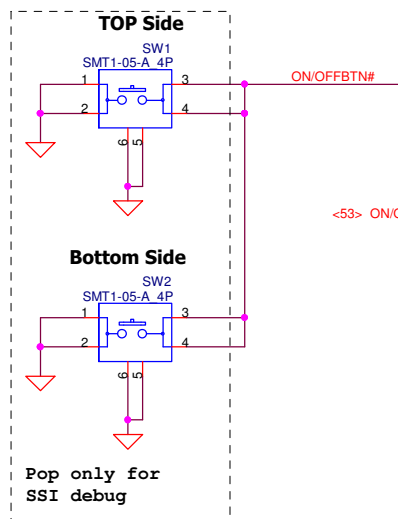 TOP Side
SW1
SMT1-05-A_4P
1 3
ON/OFFBTN#
2 4
6 5
<53> ON/O
Bottom Side
SW2
SMT1-05-A_4P
1 3
2 4
6 5
Pop only for
SSI debug